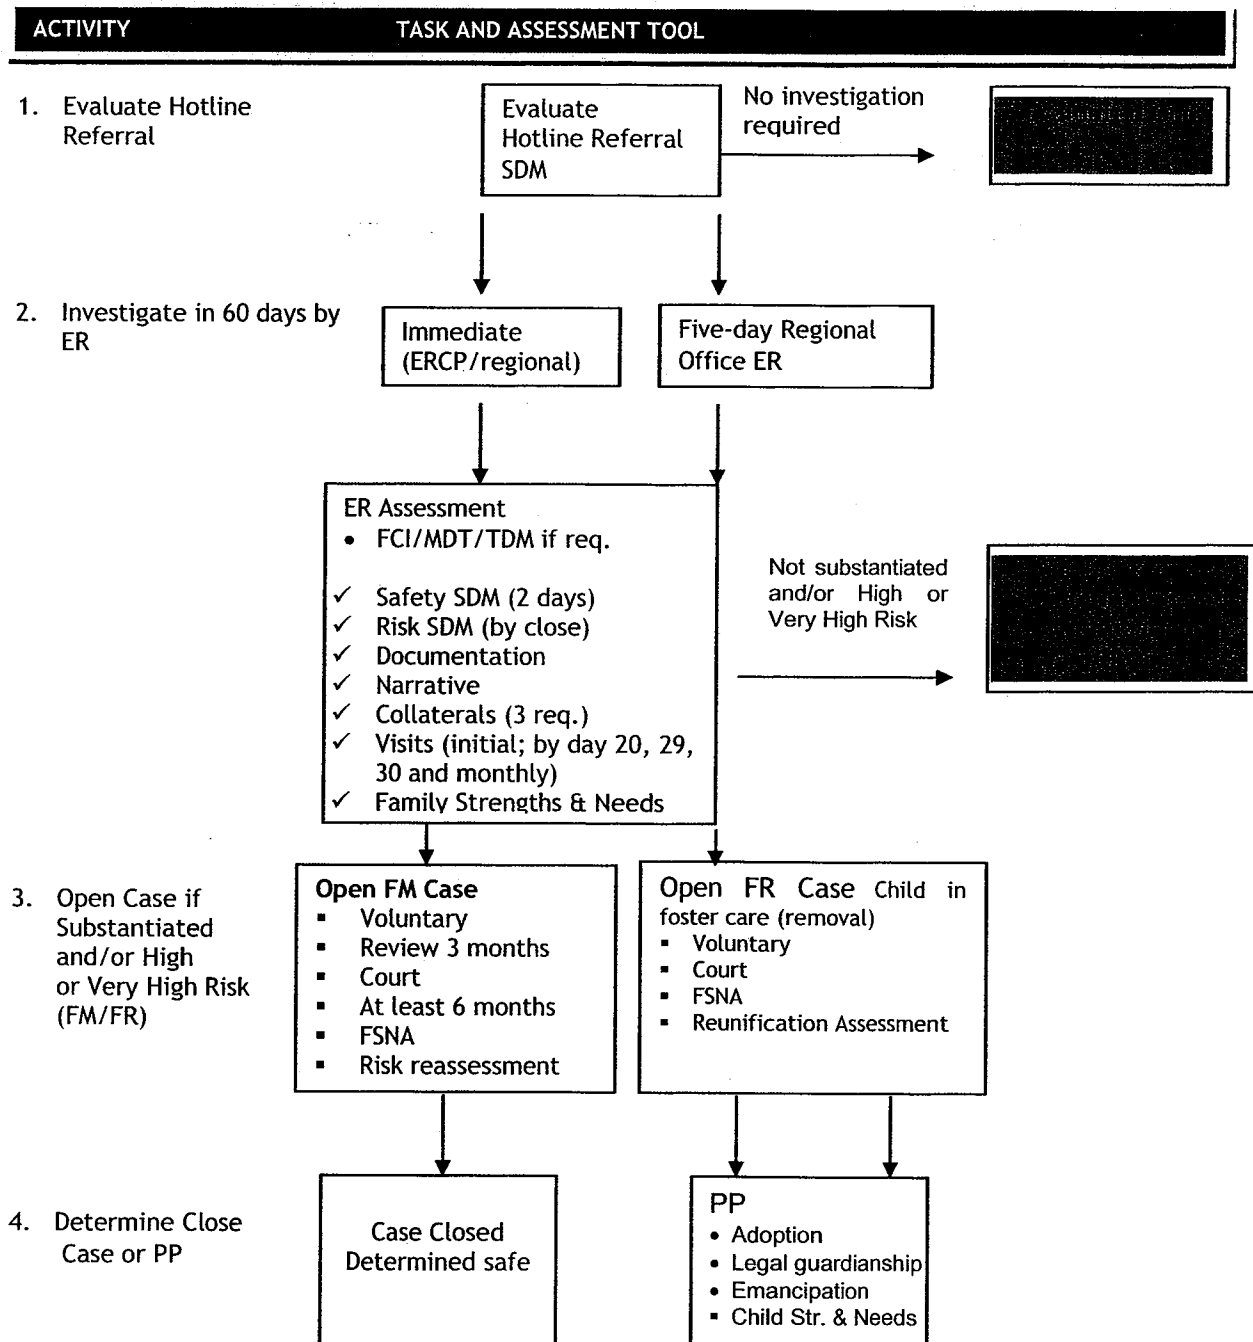 ACTIVITY TASK AND ASSESSMENT TOOL
1. Evaluate Hotline
Referral
Evaluate
Hotline Referral
SDM
No investigation
required
2. Investigate in 60 days by
ER
Immediate
(ERCP/regional)
Five-day Regional
Office ER
ER Assessment
• FCI/MDT/TDM if req.
✓ Safety SDM (2 days)
✓ Risk SDM (by close)
✓ Documentation
✓ Narrative
✓ Collaterals (3 req.)
✓ Visits (initial; by day 20, 29,
30 and monthly)
✓ Family Strengths & Needs
Not substantiated
and/or High or
Very High Risk
3. Open Case if
Substantiated
and/or High
or Very High Risk
(FM/FR)
Open FM Case
▪ Voluntary
▪ Review 3 months
▪ Court
▪ At least 6 months
▪ FSNA
▪ Risk reassessment
Open FR Case Child in
foster care (removal)
▪ Voluntary
▪ Court
▪ FSNA
▪ Reunification Assessment
4. Determine Close
Case or PP
Case Closed
Determined safe
PP
• Adoption
• Legal guardianship
• Emancipation
▪ Child Str. & Needs